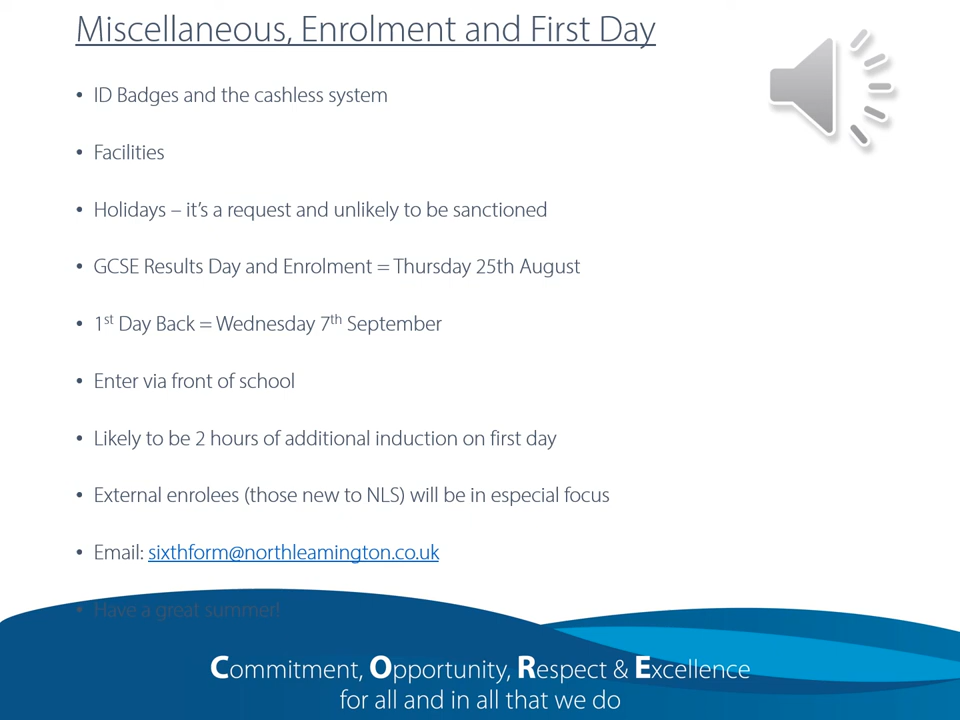 Miscellaneous, Enrolment and First Day
• ID Badges and the cashless system
• Facilities
• Holidays – it’s a request and unlikely to be sanctioned
• GCSE Results Day and Enrolment = Thursday 25th August
• 1st Day Back = Wednesday 7th September
• Enter via front of school
• Likely to be 2 hours of additional induction on first day
• External enrolees (those new to NLS) will be in especial focus
• Email: sixthform@northleamington.co.uk
• Have a great summer!
Commitment, Opportunity, Respect & Excellence
for all and in all that we do